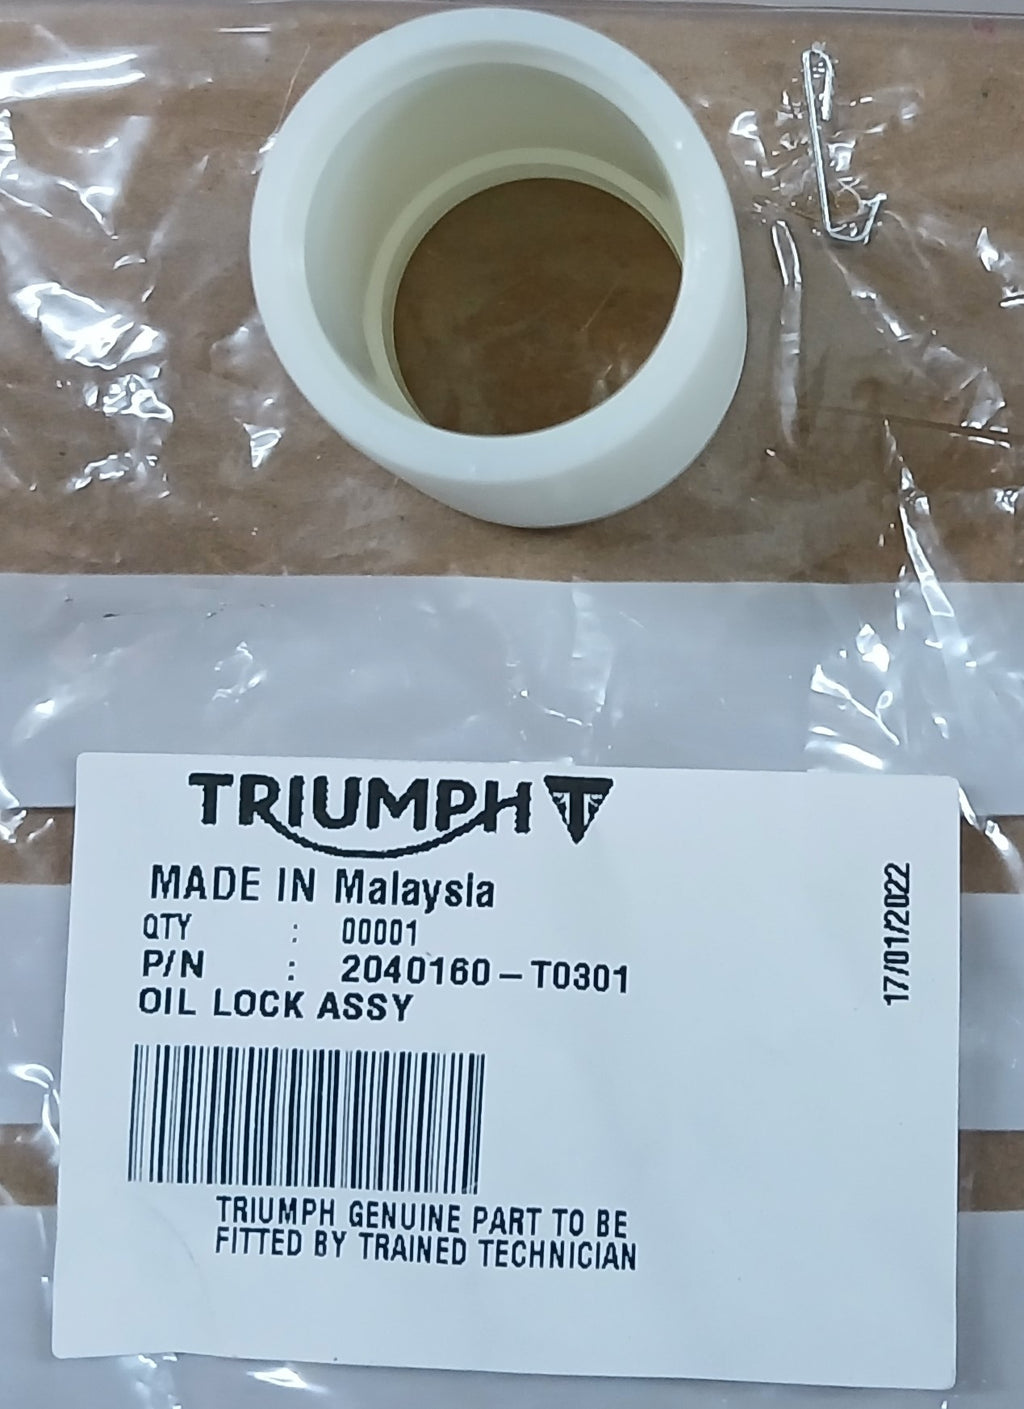 TRIUMPH
MADE IN Malaysia
QTY : 00001
P/N : 2040160-T0301
OIL LOCK ASSY
TRIUMPH GENUINE PART TO BE
FITTED BY TRAINED TECHNICIAN
17/01/2022